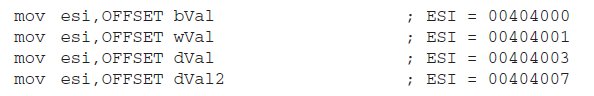 mov esi,OFFSET bVal ; ESI = 00404000
mov esi,OFFSET wVal ; ESI = 00404001
mov esi,OFFSET dVal ; ESI = 00404003
mov esi,OFFSET dVal2 ; ESI = 00404007